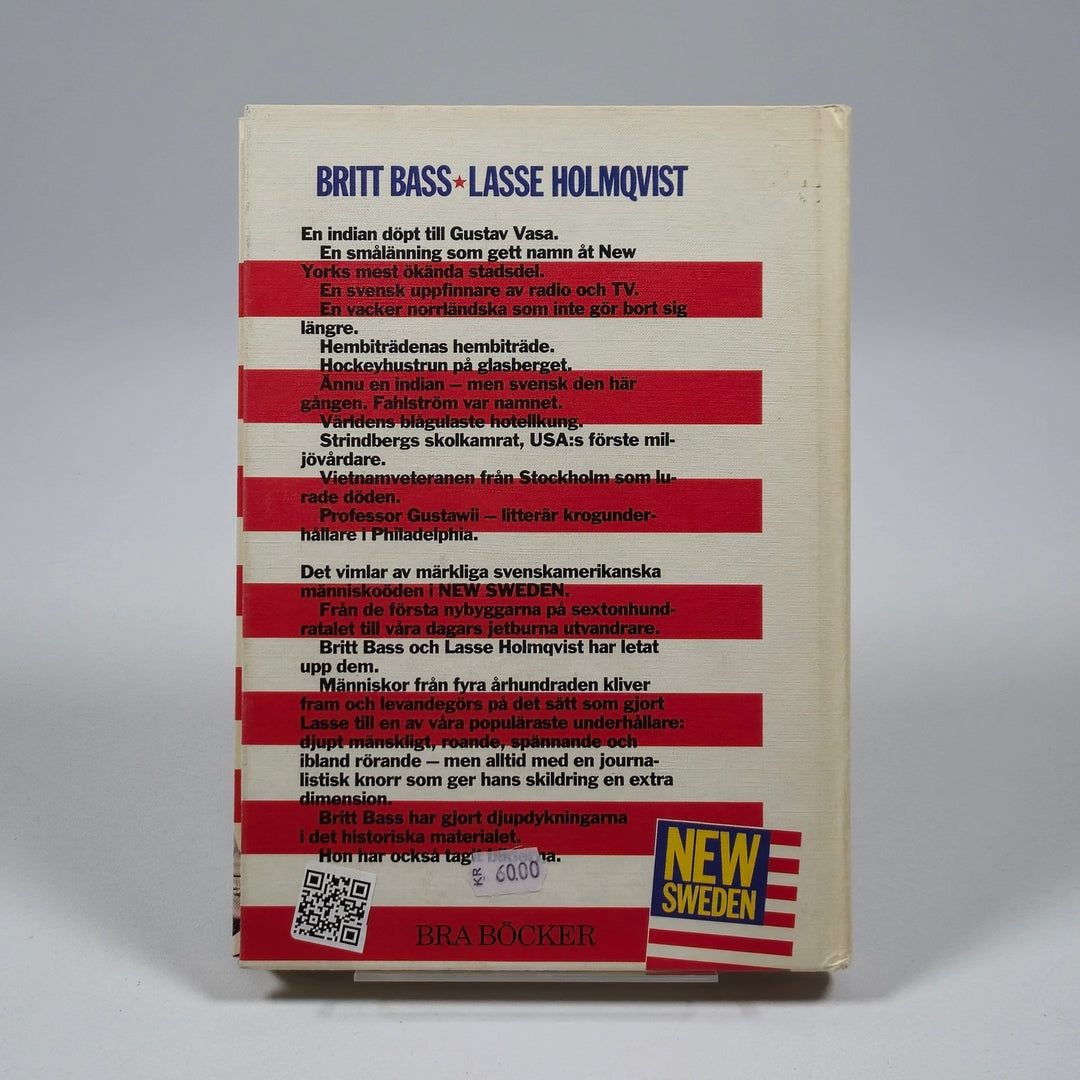 BRITT BASS★LASSE HOLMQVIST
En indian döpt till Gustav Vasa.
En smålänning som gett namn åt New
Yorks mest ökända stadsdel.
En svensk uppfinnare av radio och TV.
En vacker norrländska som inte gör bort sig
längre.
Hembiträdenas hembiträde.
Hockeyhustrun på glasberget.
Ännu en indian – men svensk den här
gången. Fahlström var namnet.
Världens blågulaste hotellkung.
Strindbergs skolkamrat, USA:s förste mil-
jövårdare.
Vietnamveteranen från Stockholm som lu-
rade döden.
Professor Gustawii – litterär krogunder-
hållare i Philadelphia.
Det vimlar av märkliga svenskamerikanska
människoöden i NEW SWEDEN.
Från de första nybyggarna på sextonhund-
ratalet till våra dagars jetburna utvandrare.
Britt Bass och Lasse Holmqvist har letat
upp dem.
Människor från fyra århundraden kliver
fram och levandegörs på det sätt som gjort
Lasse till en av våra populäraste underhållare:
djupt mänskligt, roande, spännande och
ibland rörande – men alltid med en journa-
listisk knorr som ger hans skildring en extra
dimension.
Britt Bass har gjort djupdykningarna
i det historiska materialet.
Hon har också
KR 60.00
NEW
SWEDEN
BRA BÖCKER